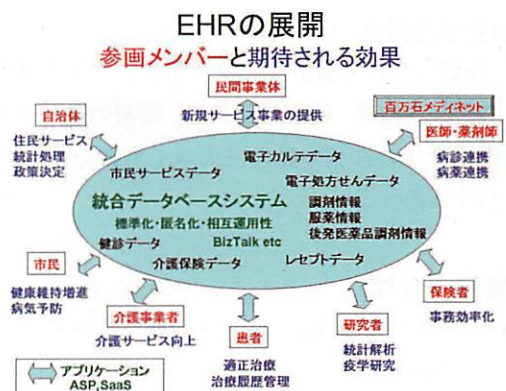 EHRの展開
参画メンバーと期待される効果
民間事業体
新規サービス事業の提供
百万石メディネット
医師・薬剤師
病診連携
病薬連携
自治体
住民サービス
統計処理
政策決定
電子カルテデータ
市民サービスデータ
電子処方せんデータ
統合データベースシステム
調剤情報
服薬情報
後発医薬品調剤情報
標準化・匿名化・相互運用性
健診データ
BizTalk etc
介護保険データ
レセプトデータ
市民
健康維持増進
病気予防
介護事業者
介護サービス向上
患者
適正治療
治療履歴管理
研究者
統計解析
疫学研究
保険者
事務効率化
アプリケーション
ASP,SaaS